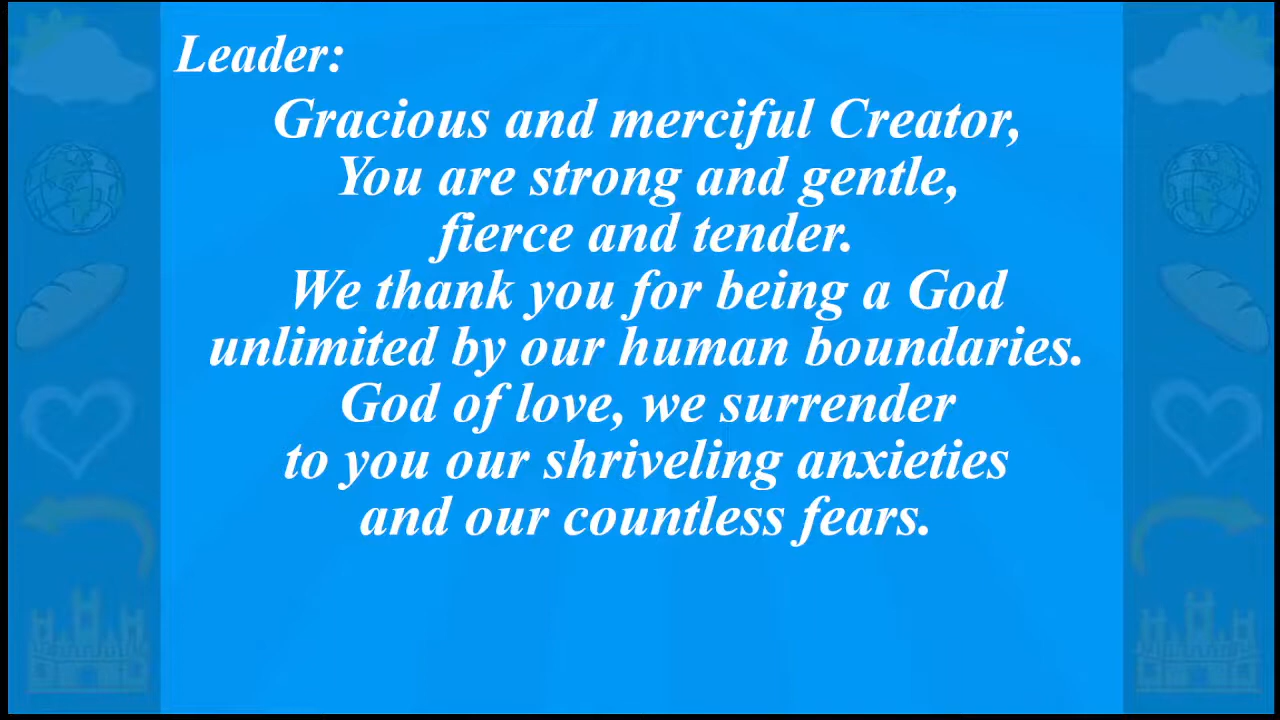 Leader:
Gracious and merciful Creator,
You are strong and gentle,
fierce and tender.
We thank you for being a God
unlimited by our human boundaries.
God of love, we surrender
to you our shriveling anxieties
and our countless fears.